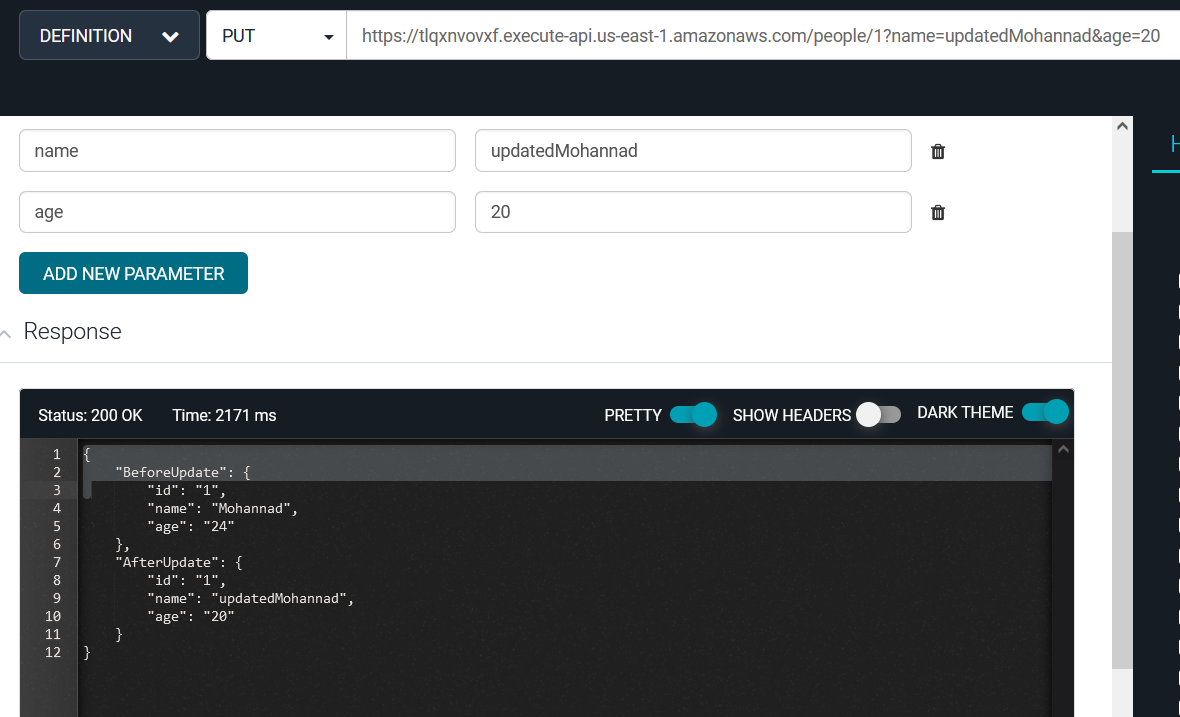 DEFINITION PUT https://tlqxnvovxf.execute-api.us-east-1.amazonaws.com/people/1?name=updatedMohannad&age=20
name updatedMohannad
age 20
ADD NEW PARAMETER
Response
Status: 200 OK Time: 2171 ms PRETTY SHOW HEADERS DARK THEME
1 {
2 "BeforeUpdate": {
3 "id": "1",
4 "name": "Mohannad",
5 "age": "24"
6 },
7 "AfterUpdate": {
8 "id": "1",
9 "name": "updatedMohannad",
10 "age": "20"
11 }
12 }